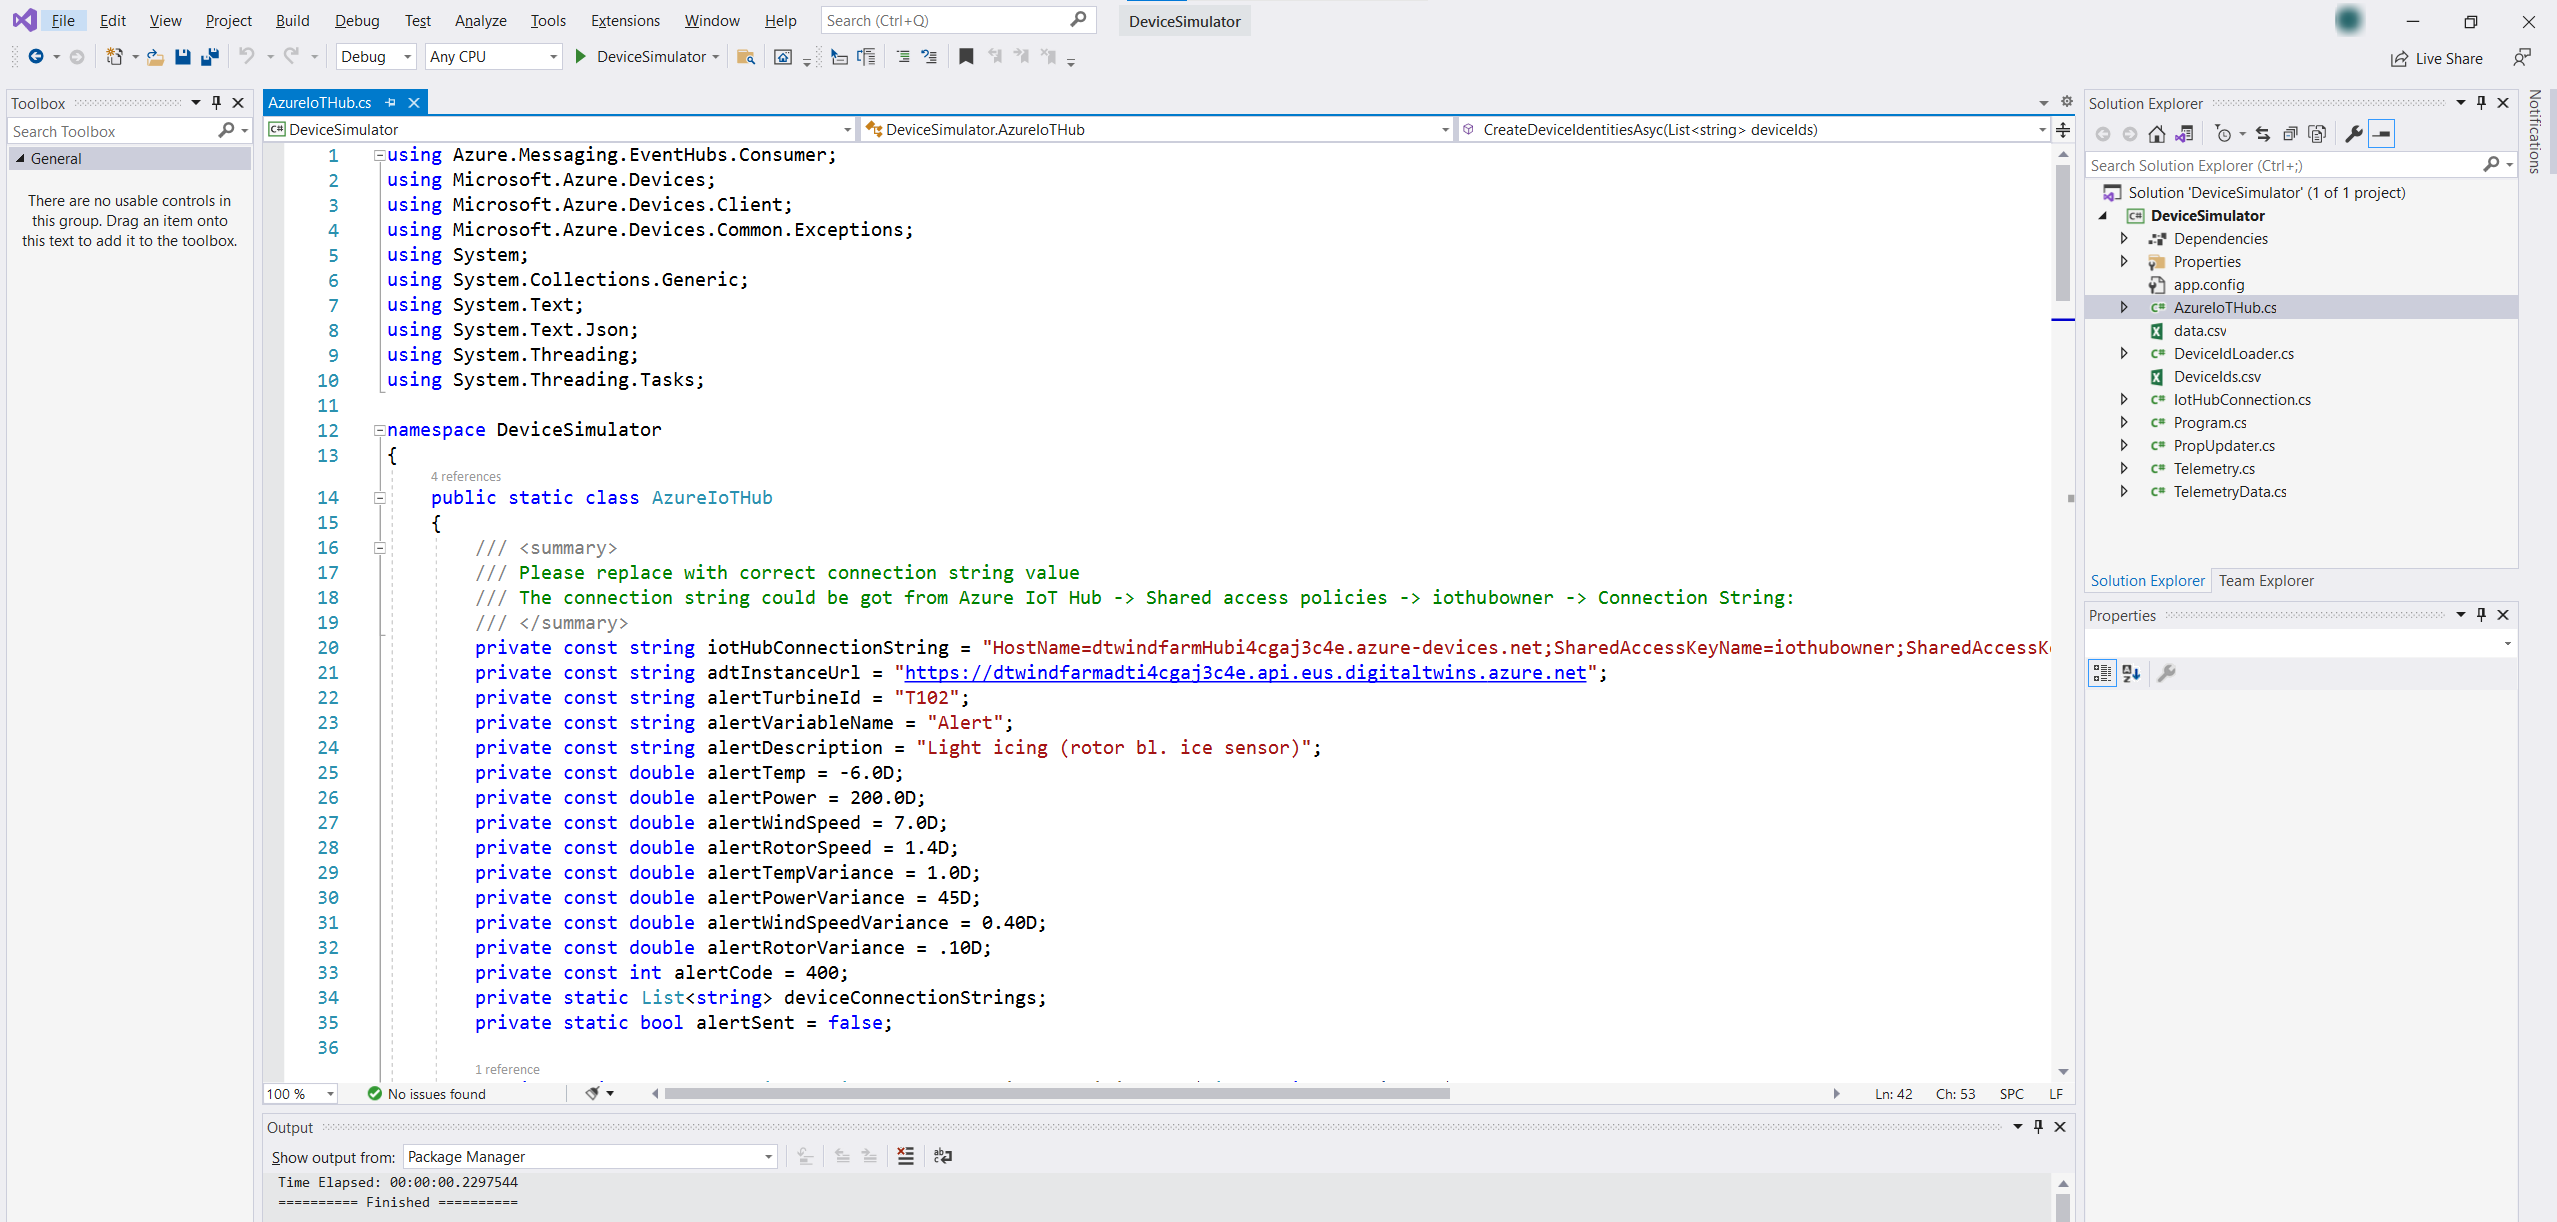 File Edit View Project Build Debug Test Analyze Tools Extensions Window Help Search (Ctrl+Q) DeviceSimulator
Debug Any CPU DeviceSimulator Live Share
Toolbox
Search Toolbox
General
There are no usable controls in
this group. Drag an item onto
this text to add it to the toolbox.
AzureIoTHub.cs
DeviceSimulator DeviceSimulator.AzureIoTHub CreateDeviceIdentitiesAsyc(List<string> deviceIds)
1 using Azure.Messaging.EventHubs.Consumer;
2 using Microsoft.Azure.Devices;
3 using Microsoft.Azure.Devices.Client;
4 using Microsoft.Azure.Devices.Common.Exceptions;
5 using System;
6 using System.Collections.Generic;
7 using System.Text;
8 using System.Text.Json;
9 using System.Threading;
10 using System.Threading.Tasks;
11
12 namespace DeviceSimulator
13 {
4 references
14 public static class AzureIoTHub
15 {
16 /// <summary>
17 /// Please replace with correct connection string value
18 /// The connection string could be got from Azure IoT Hub -> Shared access policies -> iothubowner -> Connection String:
19 /// </summary>
20 private const string iotHubConnectionString = "HostName=dtwindfarmHubi4cgaj3c4e.azure-devices.net;SharedAccessKeyName=iothubowner;SharedAccessKe
21 private const string adtInstanceUrl = "https://dtwindfarmadti4cgaj3c4e.api.eus.digitaltwins.azure.net";
22 private const string alertTurbineId = "T102";
23 private const string alertVariableName = "Alert";
24 private const string alertDescription = "Light icing (rotor bl. ice sensor)";
25 private const double alertTemp = -6.0D;
26 private const double alertPower = 200.0D;
27 private const double alertWindSpeed = 7.0D;
28 private const double alertRotorSpeed = 1.4D;
29 private const double alertTempVariance = 1.0D;
30 private const double alertPowerVariance = 45D;
31 private const double alertWindSpeedVariance = 0.40D;
32 private const double alertRotorVariance = .10D;
33 private const int alertCode = 400;
34 private static List<string> deviceConnectionStrings;
35 private static bool alertSent = false;
36
1 reference
100 % No issues found Ln: 42 Ch: 53 SPC LF
Output
Show output from: Package Manager
Time Elapsed: 00:00:00.2297544
========== Finished ==========
Solution Explorer
Search Solution Explorer (Ctrl+;)
Solution 'DeviceSimulator' (1 of 1 project)
DeviceSimulator
Dependencies
Properties
app.config
AzureIoTHub.cs
data.csv
DeviceIdLoader.cs
DeviceIds.csv
IotHubConnection.cs
Program.cs
PropUpdater.cs
Telemetry.cs
TelemetryData.cs
Solution Explorer Team Explorer
Properties
Notifications